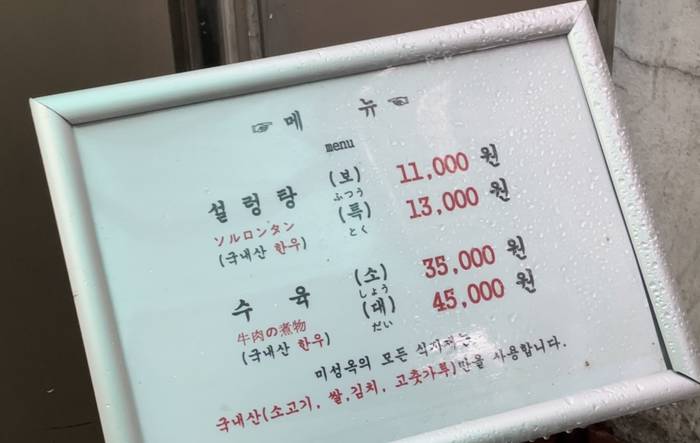 ☞메 뉴☜
menu
설렁탕 (보) 11,000 원
ソルロンタン ふつう
(국내산 한우) (특) 13,000 원
とく
수 육 (소) 35,000 원
牛肉の煮物 しょう
(국내산 한우) (대) 45,000 원
だい
미성옥의 모든 식자재는
국내산(소고기, 쌀,김치, 고춧가루)만을 사용합니다.